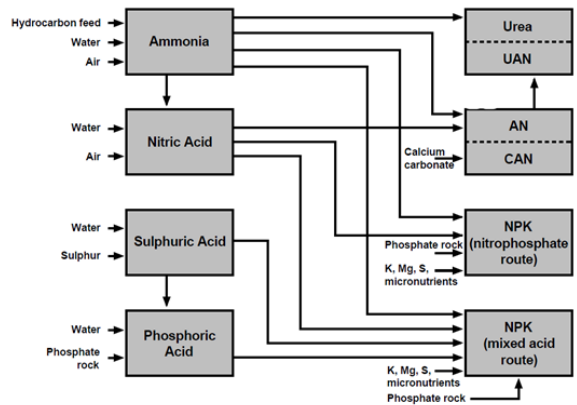 Hydrocarbon feed
Water
Air
Ammonia
Urea
UAN
Water
Air
Nitric Acid
AN
CAN
Calcium
carbonate
Water
Sulphur
Sulphuric Acid
NPK
(nitrophosphate
route)
Phosphate rock
K, Mg, S,
micronutrients
Water
Phosphate
rock
Phosphoric
Acid
NPK
(mixed acid
route)
K, Mg, S,
micronutrients
Phosphate rock